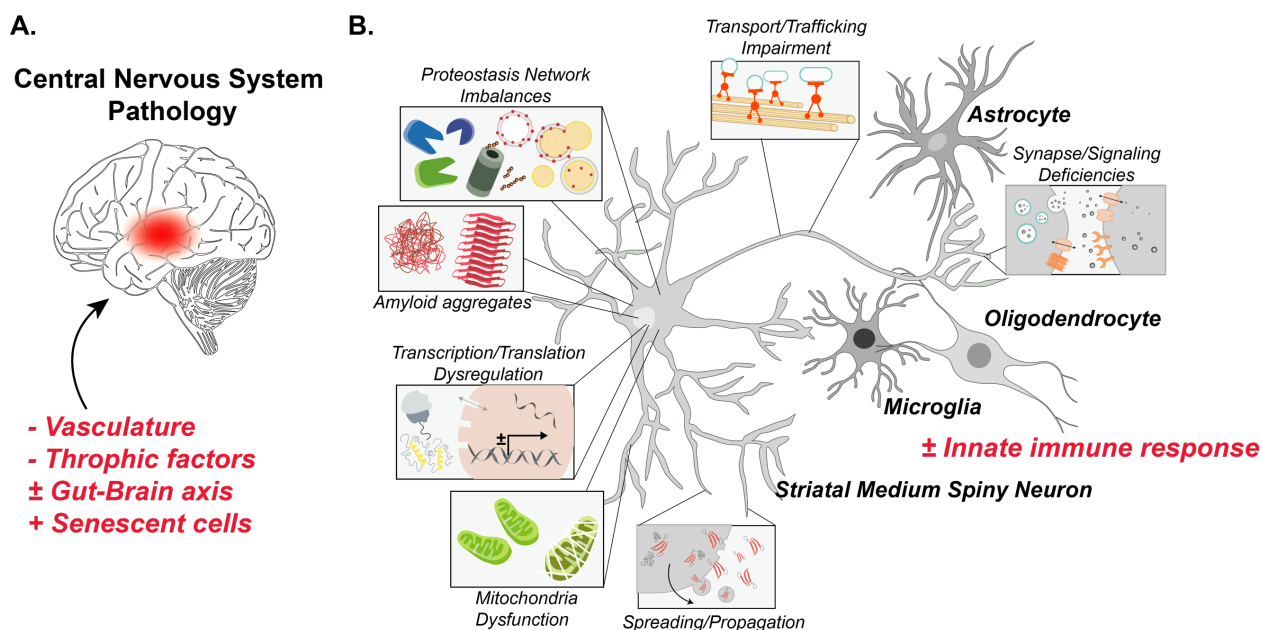 A.
Central Nervous System
Pathology
- Vasculature
- Throphic factors
± Gut-Brain axis
+ Senescent cells
B.
Transport/Trafficking
Impairment
Proteostasis Network
Imbalances
Astrocyte
Synapse/Signaling
Deficiencies
Amyloid aggregates
Oligodendrocyte
Transcription/Translation
Dysregulation
±
Microglia
± Innate immune response
Striatal Medium Spiny Neuron
Mitochondria
Dysfunction
Spreading/Propagation